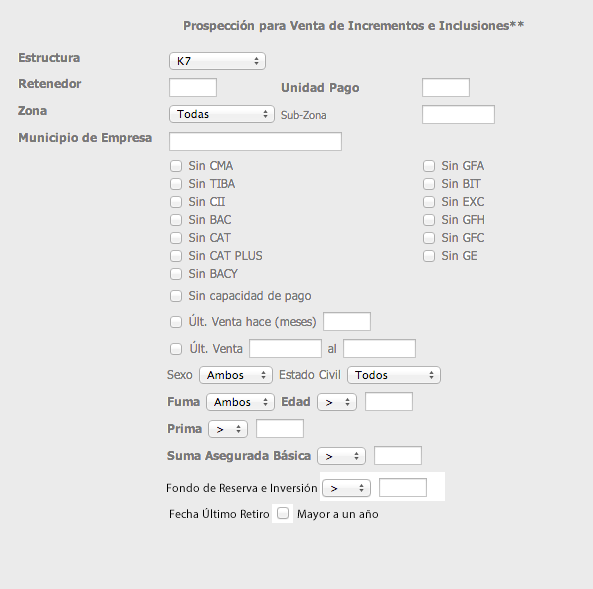 Prospección para Venta de Incrementos e Inclusiones**
Estructura K7
Retenedor Unidad Pago
Zona Todas Sub-Zona
Municipio de Empresa
Sin CMA Sin GFA
Sin TIBA Sin BIT
Sin CII Sin EXC
Sin BAC Sin GFH
Sin CAT Sin GFC
Sin CAT PLUS Sin GE
Sin BACY
Sin capacidad de pago
Últ. Venta hace (meses)
Últ. Venta al
Sexo Ambos Estado Civil Todos
Fuma Ambos Edad >
Prima >
Suma Asegurada Básica >
Fondo de Reserva e Inversión >
Fecha Último Retiro Mayor a un año